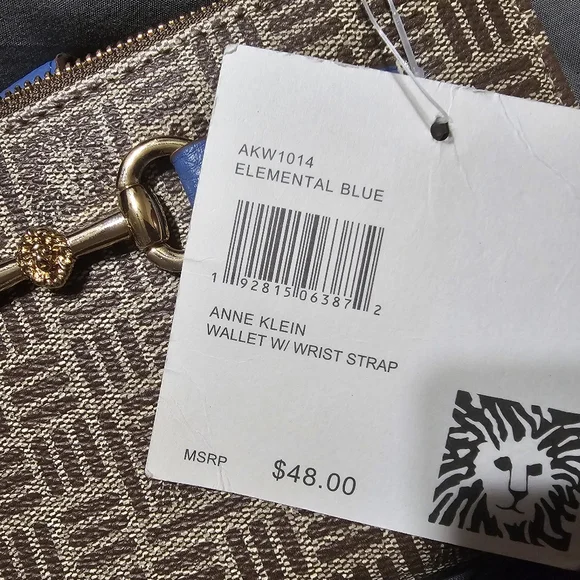 AKW1014
ELEMENTAL BLUE
1 92815 06387 2
ANNE KLEIN
WALLET W/ WRIST STRAP
MSRP $48.00